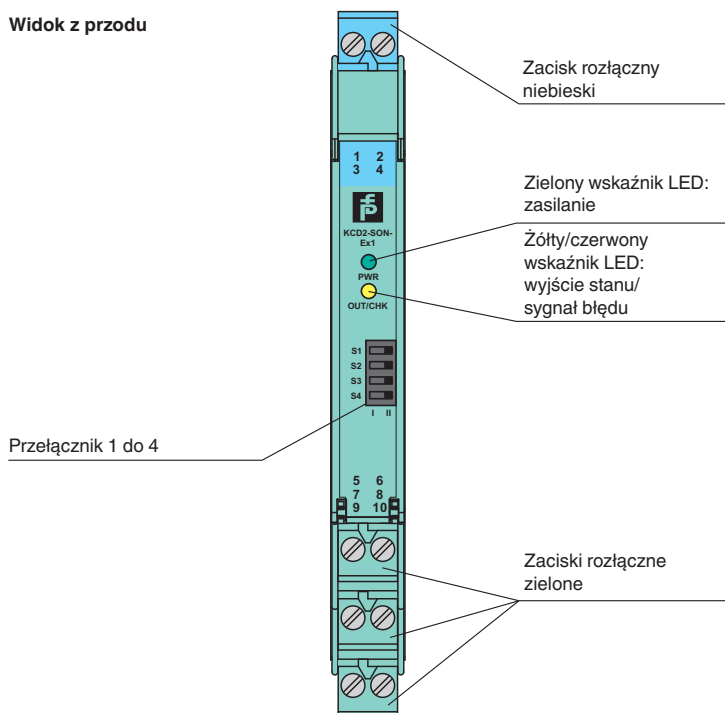 Widok z przodu
Zacisk rozłączny
niebieski
1 2
3 4
Zielony wskaźnik LED:
zasilanie
KCD2-SON-
Ex1
Żółty/czerwony
wskaźnik LED:
wyjście stanu/
sygnał błędu
PWR
OUT/CHK
S1
S2
S3
S4
I II
Przełącznik 1 do 4
5 6
7 8
9 10
Zaciski rozłączne
zielone